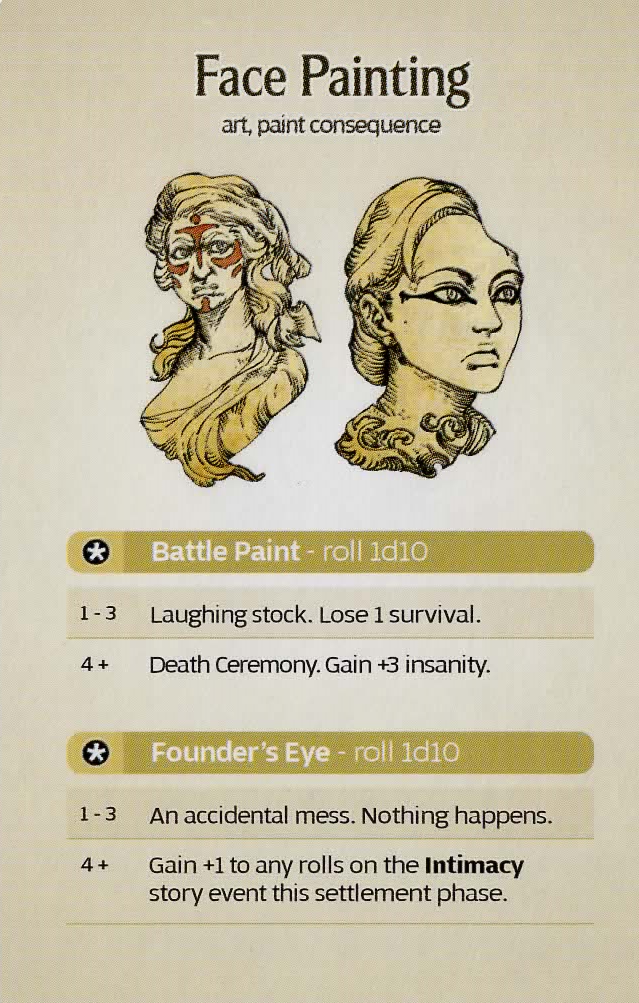 Face Painting
art, paint consequence
Battle Paint - roll 1d10
1 - 3 Laughing stock. Lose 1 survival.
4 + Death Ceremony. Gain +3 insanity.
Founder's Eye - roll 1d10
1 - 3 An accidental mess. Nothing happens.
4 + Gain +1 to any rolls on the Intimacy
story event this settlement phase.